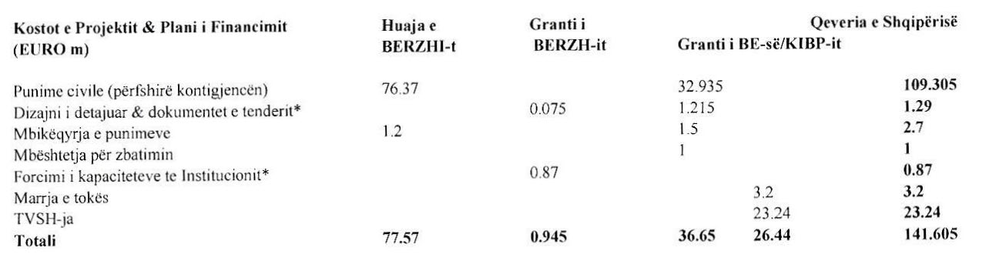 Kostot e Projektit & Plani i Financimit Huaja e Granti i Qeveria e Shqipërisë
(EURO m) BERZHI-t BERZH-it Granti i BE-së/KIBP-it
Punime civile (përfshirë kontigjencën) 76.37 32.935 109.305
Dizajni i detajuar & dokumentet e tenderit* 0.075 1.215 1.29
Mbikëqyrja e punimeve 1.2 1.5 2.7
Mbështetja për zbatimin 1 1
Forcimi i kapaciteteve te Institucionit* 0.87 0.87
Marrja e tokës 3.2 3.2
TVSH-ja 23.24 23.24
Totali 77.57 0.945 36.65 26.44 141.605